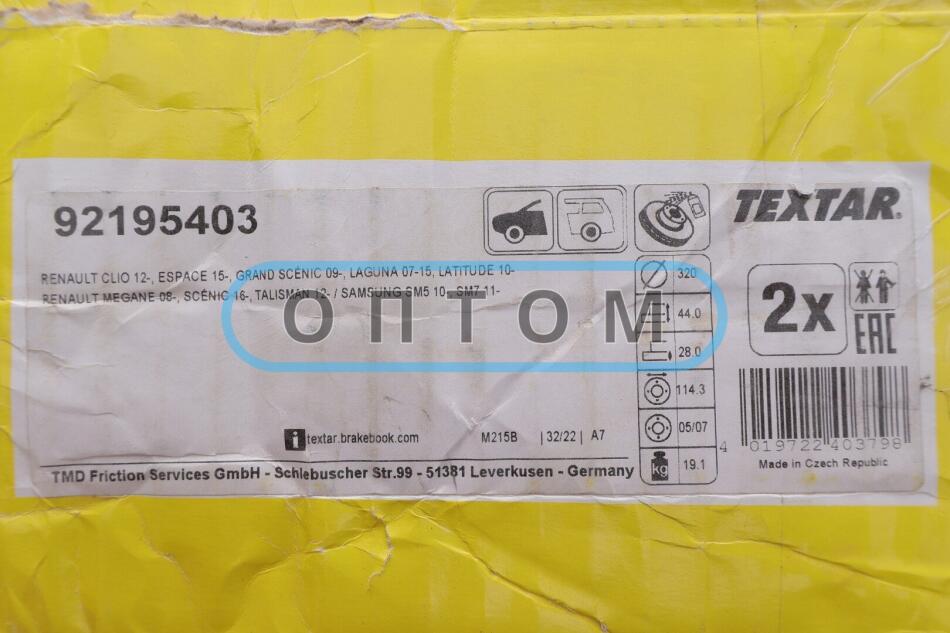 92195403
TEXTAR®
RENAULT CLIO 12-, ESPACE 15-, GRAND SCÉNIC 09-, LAGUNA 07-15, LATITUDE 10-
RENAULT MEGANE 08-, SCÉNIC 16-, TALISMAN 12- / SAMSUNG SM5 10-, SM7 11-
ОПТОМ
320
44.0
28.0
114.3
05/07
kg 19.1
2x
EAC
i textar.brakebook.com M215B | 32/22 | A7
4 019722 403798
Made in Czech Republic
TMD Friction Services GmbH - Schlebuscher Str.99 - 51381 Leverkusen - Germany